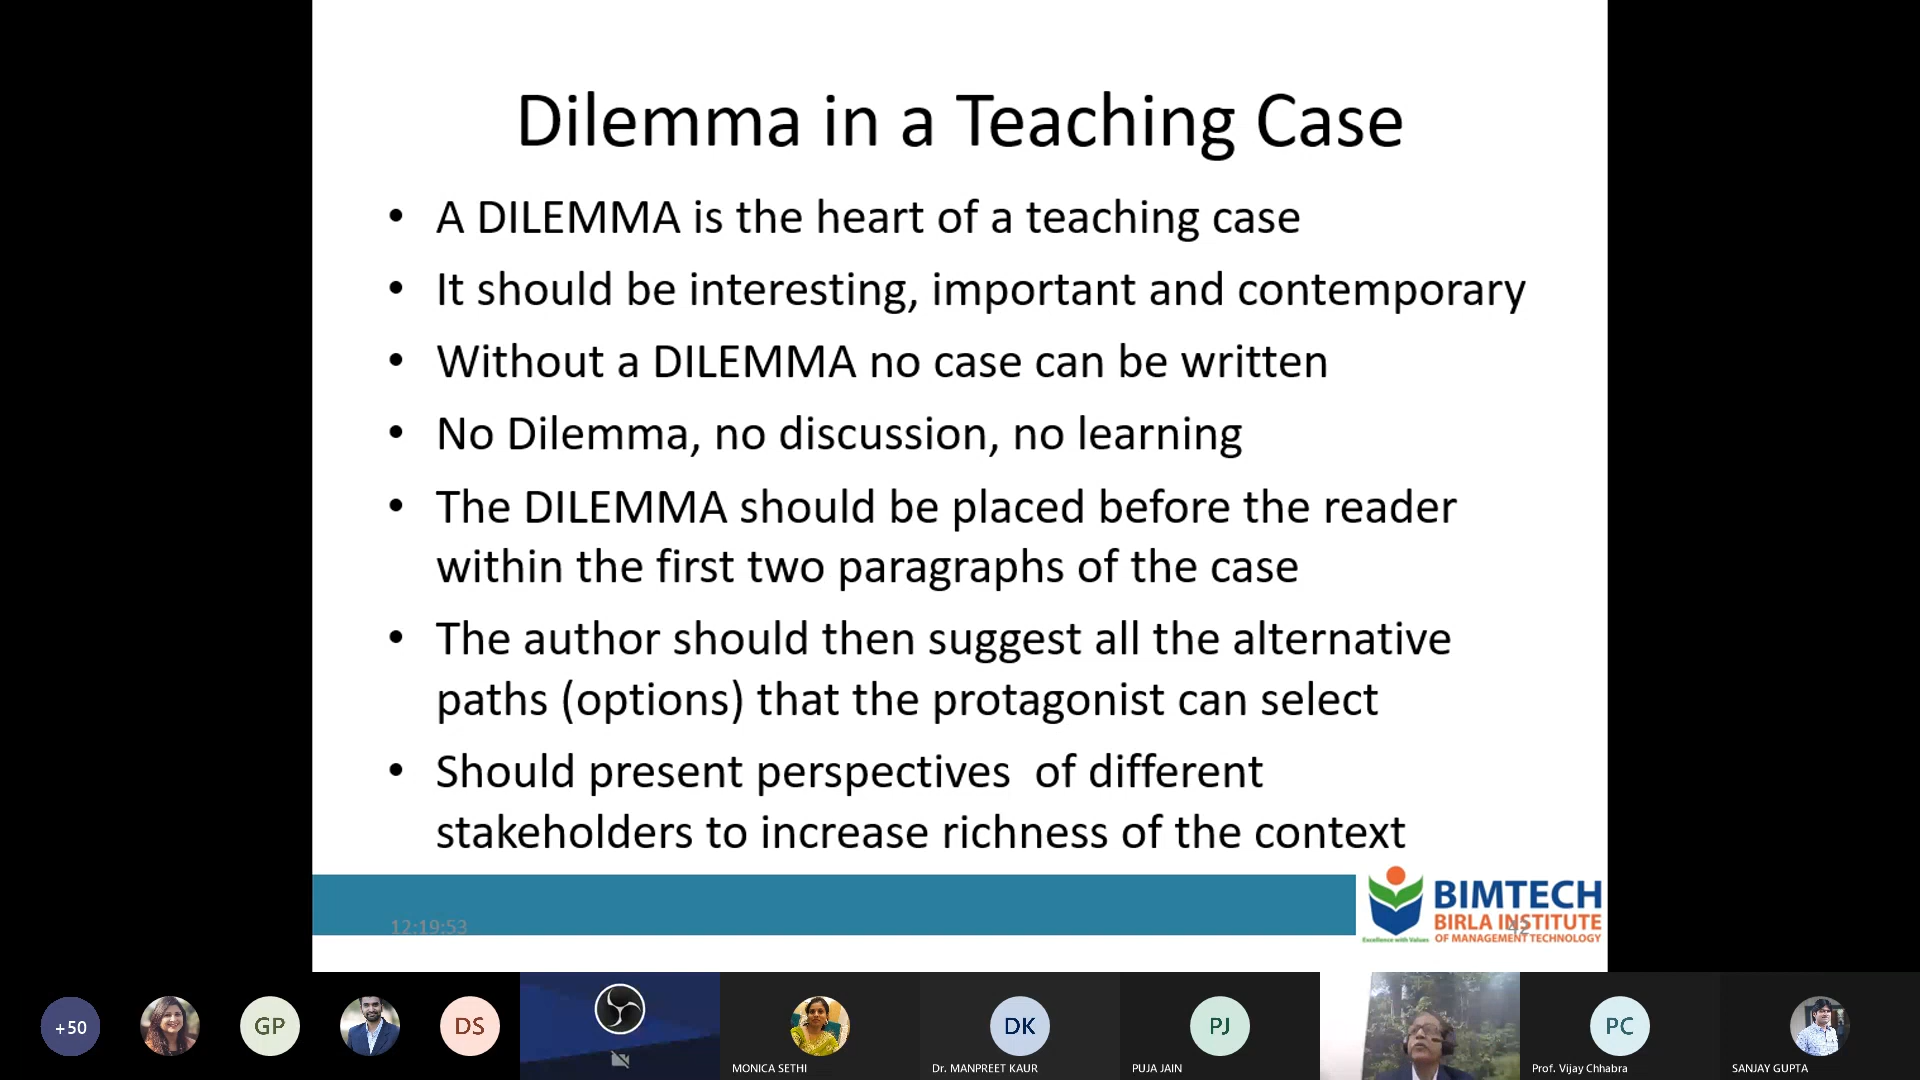 Dilemma in a Teaching Case
• A DILEMMA is the heart of a teaching case
• It should be interesting, important and contemporary
• Without a DILEMMA no case can be written
• No Dilemma, no discussion, no learning
• The DILEMMA should be placed before the reader
within the first two paragraphs of the case
• The author should then suggest all the alternative
paths (options) that the protagonist can select
• Should present perspectives  of different
stakeholders to increase richness of the context
12:19:53
42
BIMTECH
BIRLA INSTITUTE
OF MANAGEMENT TECHNOLOGY
Excellence with Values
+50
GP
DS
MONICA SETHI
DK
Dr. MANPREET KAUR
PJ
PUJA JAIN
PC
Prof. Vijay Chhabra
SANJAY GUPTA